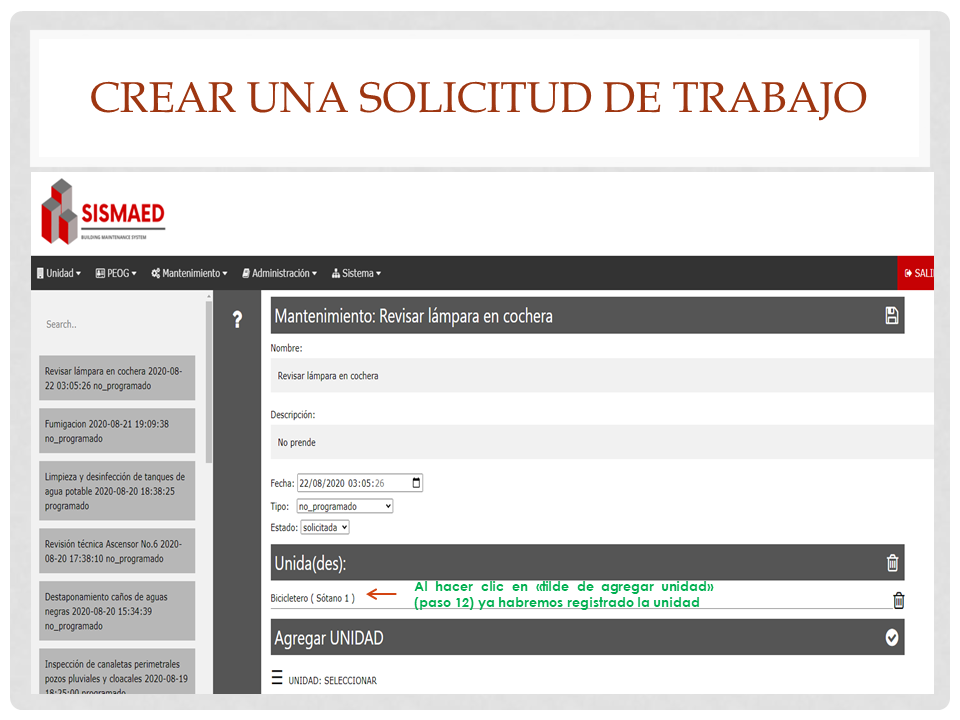 CREAR UNA SOLICITUD DE TRABAJO
SISMAED
BUILDING MAINTENANCE SYSTEM
Unidad PEOG Mantenimiento Administración Sistema
Search..
Revisar lámpara en cochera 2020-08-
22 03:05:26 no_programado
Fumigacion 2020-08-21 19:09:38
no_programado
Limpieza y desinfección de tanques de
agua potable 2020-08-20 18:38:25
programado
Revisión técnica Ascensor No.6 2020-
08-20 17:38:10 no_programado
Destaponamiento caños de aguas
negras 2020-08-20 15:34:39
no_programado
Inspección de canaletas perimetrales
pozos pluviales y cloacales 2020-08-19
18:25:00 programado
?
Mantenimiento: Revisar lámpara en cochera
Nombre:
Revisar lámpara en cochera
Descripción:
No prende
Fecha: 22/08/2020 03:05:26
Tipo: no_programado
Estado: solicitada
Unida(des):
Bicicletero ( Sótano 1 )
Al hacer clic en «tilde de agregar unidad»
(paso 12) ya habremos registrado la unidad
Agregar UNIDAD
UNIDAD: SELECCIONAR